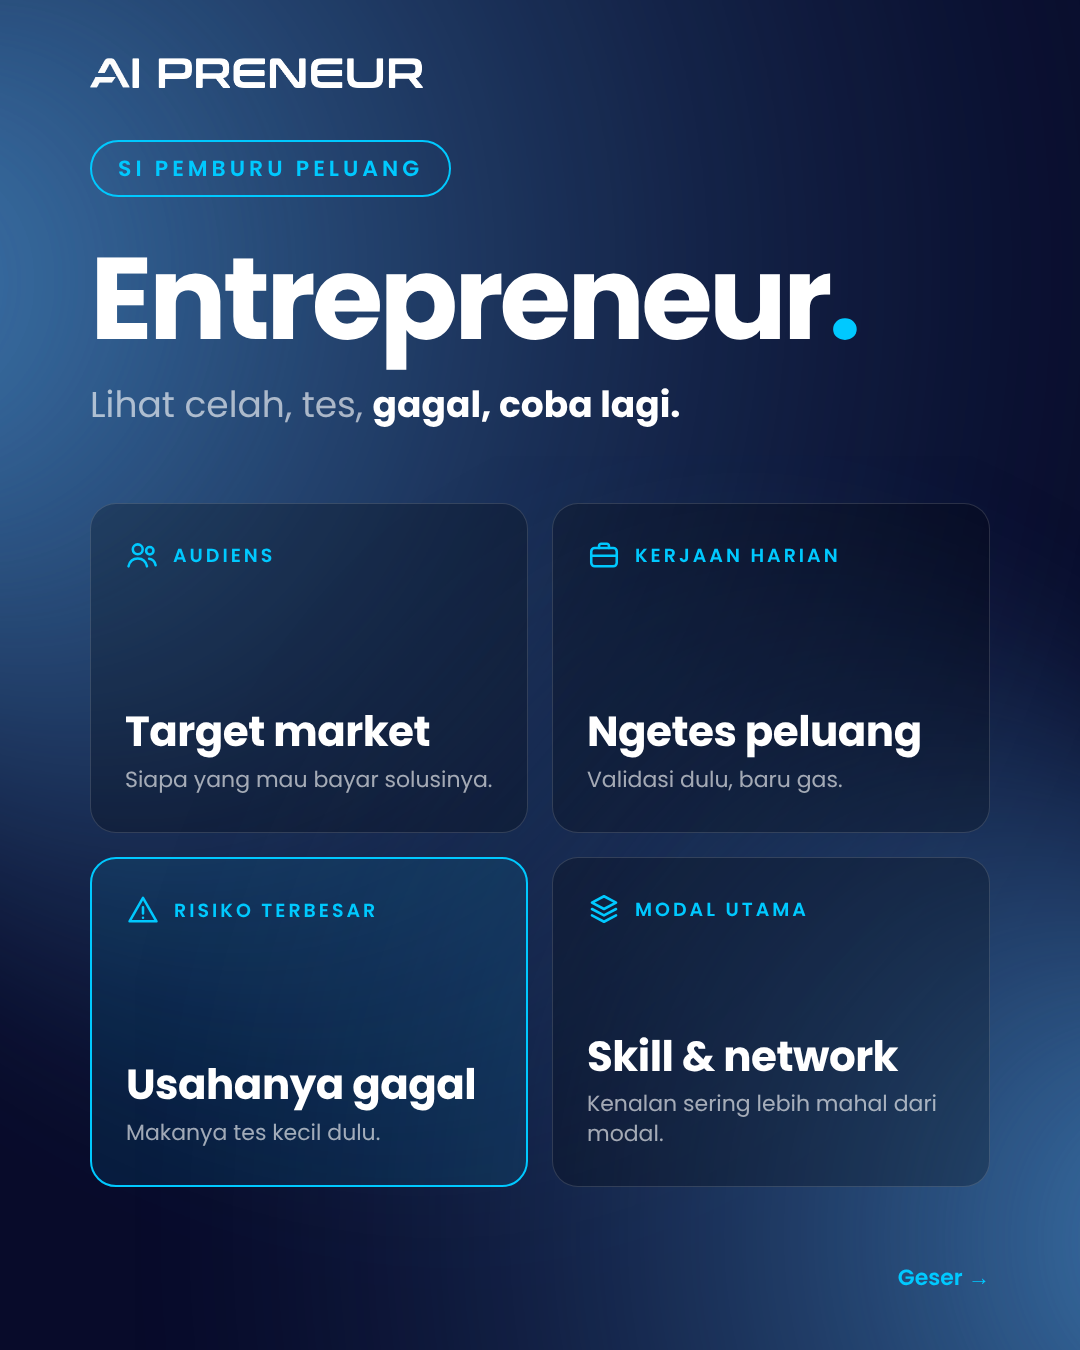 AI PRENEUR
SI PEMBURU PELUANG
Entrepreneur.
Lihat celah, tes, gagal, coba lagi.
AUDIENS
Target market
Siapa yang mau bayar solusinya.
KERJAAN HARIAN
Ngetes peluang
Validasi dulu, baru gas.
RISIKO TERBESAR
Usahanya gagal
Makanya tes kecil dulu.
MODAL UTAMA
Skill & network
Kenalan sering lebih mahal dari
modal.
Geser →